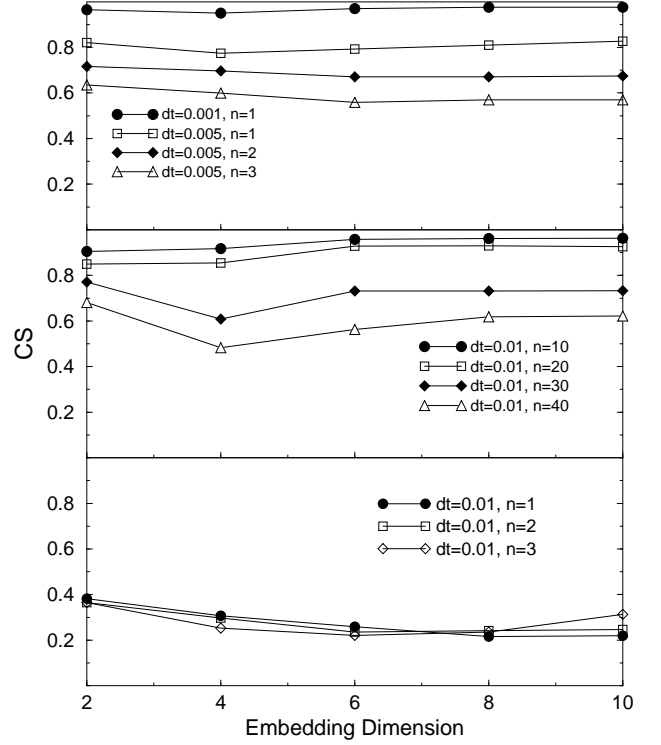 0.8
0.6
dt=0.001, n=1
dt=0.005, n=1
dt=0.005, n=2
dt=0.005, n=3
0.4
0.2
0.8
0.6
CS
dt=0.01, n=10
dt=0.01, n=20
dt=0.01, n=30
dt=0.01, n=40
0.4
0.2
0.8
dt=0.01, n=1
dt=0.01, n=2
dt=0.01, n=3
0.6
0.4
0.2
2 4 6 8 10
Embedding Dimension